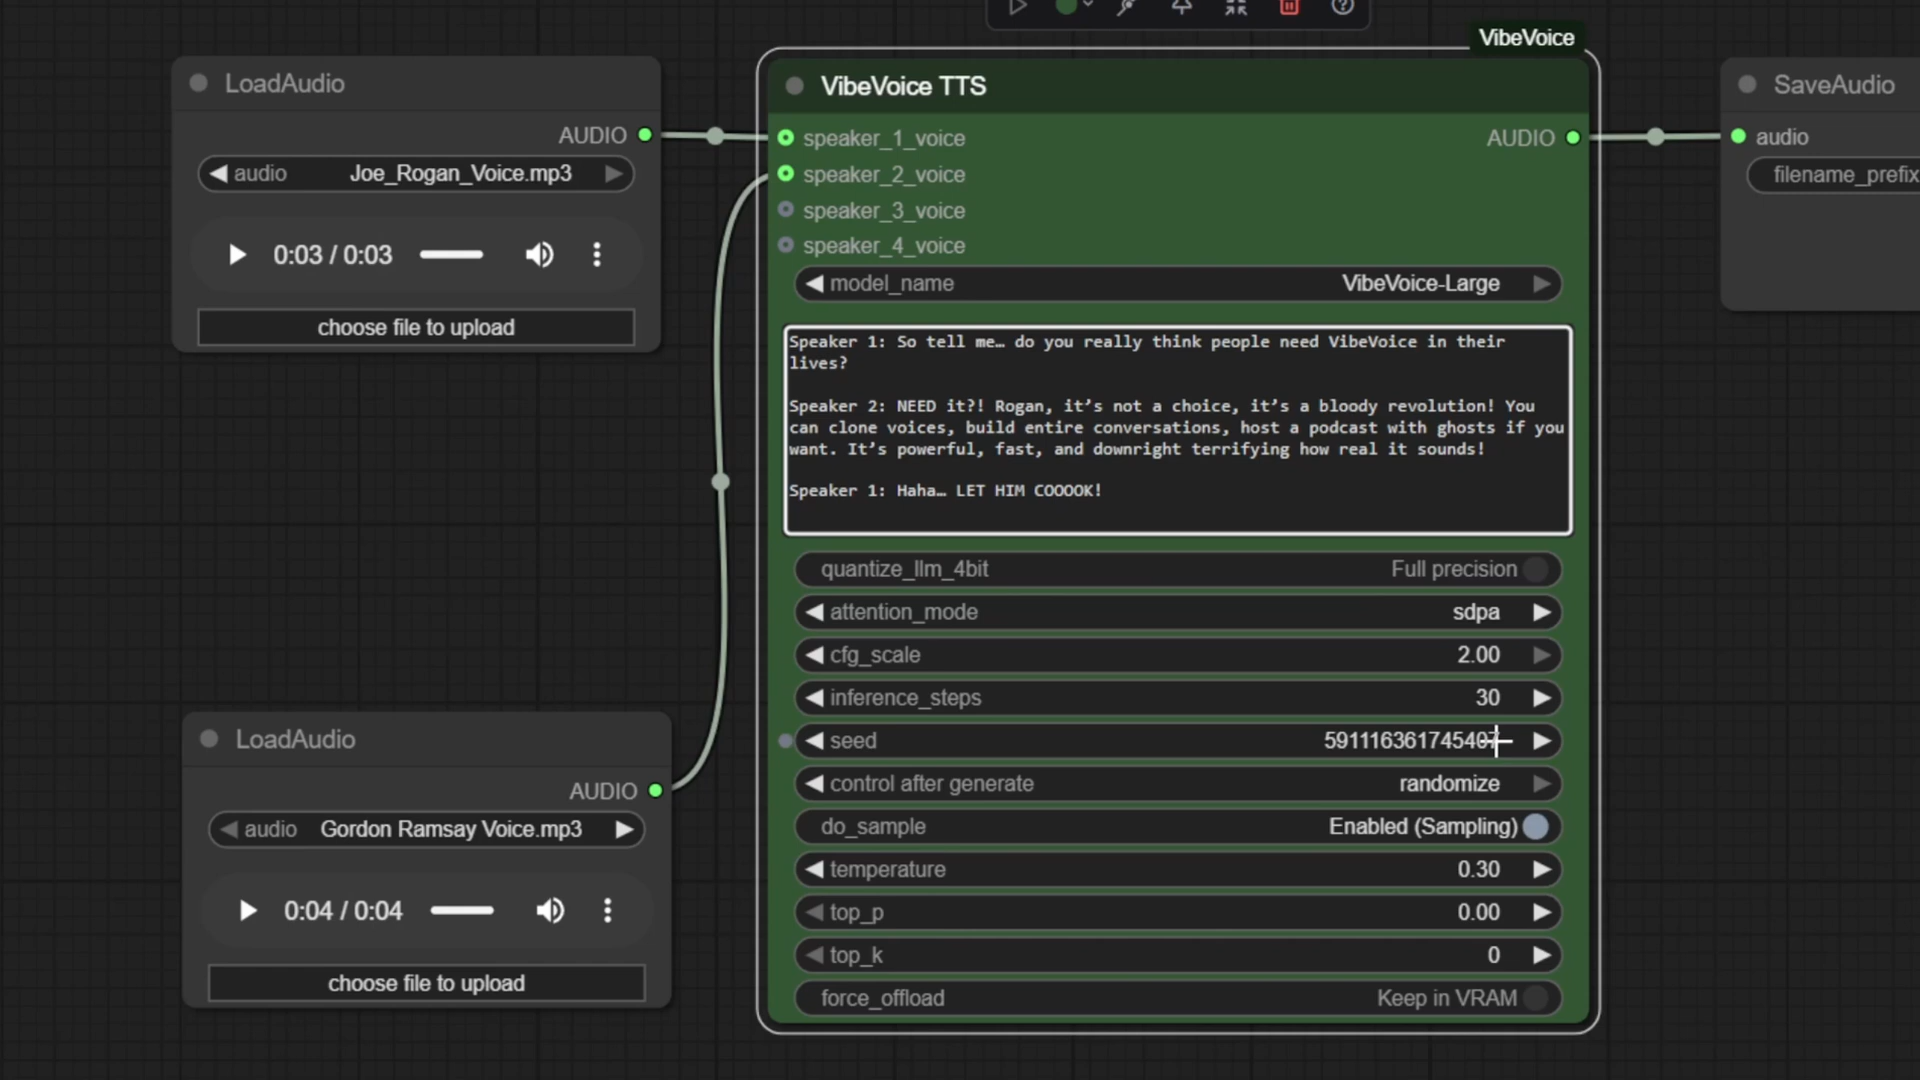 VibeVoice
LoadAudio
AUDIO
audio Joe_Rogan_Voice.mp3
0:03 / 0:03
choose file to upload
LoadAudio
AUDIO
audio Gordon Ramsay Voice.mp3
0:04 / 0:04
choose file to upload
VibeVoice TTS
speaker_1_voice AUDIO
speaker_2_voice
speaker_3_voice
speaker_4_voice
model_name VibeVoice-Large
Speaker 1: So tell me… do you really think people need VibeVoice in their
lives?
Speaker 2: NEED it?! Rogan, it’s not a choice, it’s a bloody revolution! You
can clone voices, build entire conversations, host a podcast with ghosts if you
want. It’s powerful, fast, and downright terrifying how real it sounds!
Speaker 1: Haha… LET HIM COOOOK!
quantize_llm_4bit Full precision
attention_mode sdpa
cfg_scale 2.00
inference_steps 30
seed 591116361745407
control after generate randomize
do_sample Enabled (Sampling)
temperature 0.30
top_p 0.00
top_k 0
force_offload Keep in VRAM
SaveAudio
audio
filename_prefix